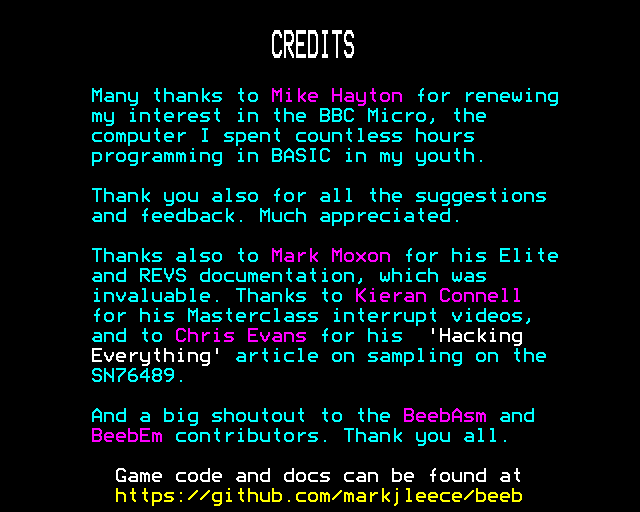 CREDITS
Many thanks to Mike Hayton for renewing
my interest in the BBC Micro, the
computer I spent countless hours
programming in BASIC in my youth.
Thank you also for all the suggestions
and feedback. Much appreciated.
Thanks also to Mark Moxon for his Elite
and REVS documentation, which was
invaluable. Thanks to Kieran Connell
for his Masterclass interrupt videos,
and to Chris Evans for his 'Hacking
Everything' article on sampling on the
SN76489.
And a big shoutout to the BeebAsm and
BeebEm contributors. Thank you all.
Game code and docs can be found at
https://github.com/markjleece/beeb